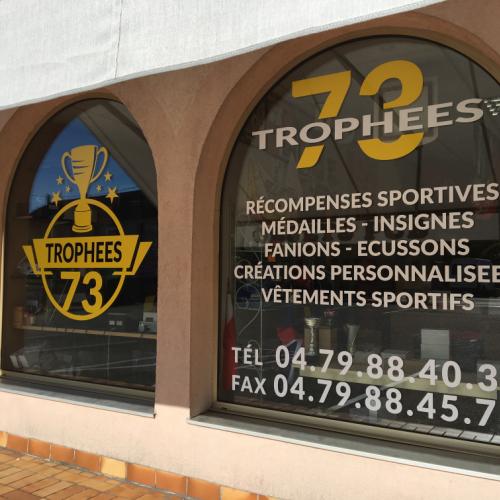 TROPHEES
73
73
TROPHEES
RÉCOMPENSES SPORTIVES
MÉDAILLES - INSIGNES
FANIONS - ECUSSONS
CRÉATIONS PERSONNALISEE
VÊTEMENTS SPORTIFS
TÉL 04.79.88.40.3
FAX 04.79.88.45.7